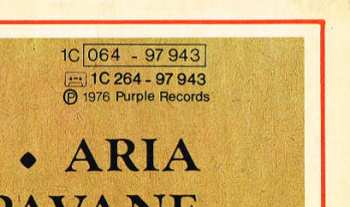 1C 064 - 97 943
1C 264 - 97 943
℗ 1976 Purple Records
♦ ARIA
PAVANE